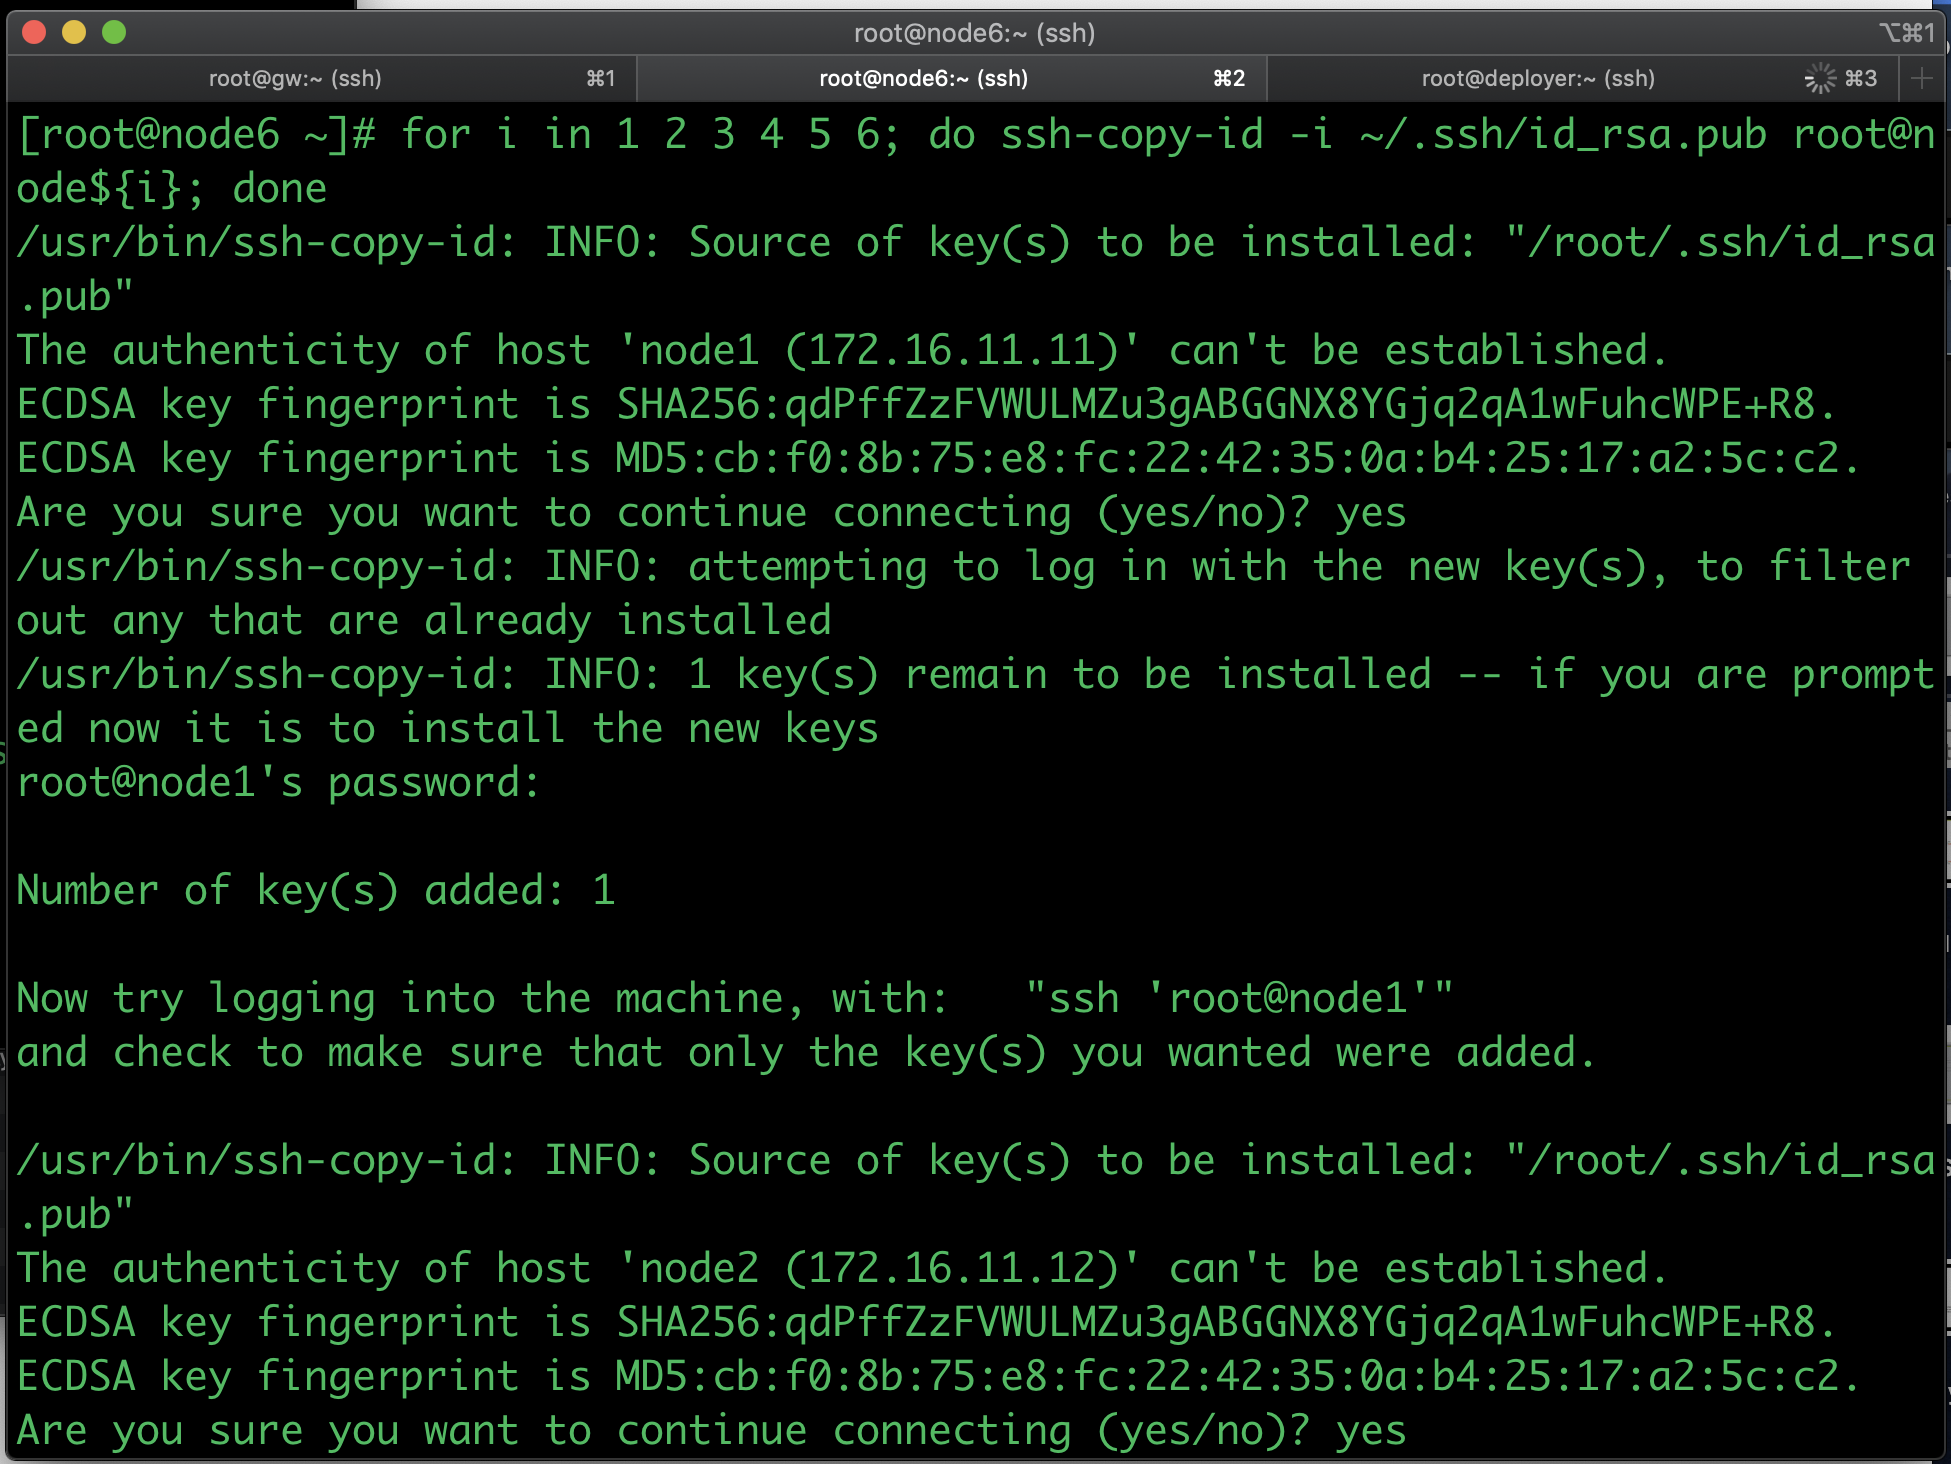 root@node6:~ (ssh) ⌥⌘1
root@gw:~ (ssh) ⌘1 root@node6:~ (ssh) ⌘2 root@deployer:~ (ssh) ⌘3 +
[root@node6 ~]# for i in 1 2 3 4 5 6; do ssh-copy-id -i ~/.ssh/id_rsa.pub root@n
ode${i}; done
/usr/bin/ssh-copy-id: INFO: Source of key(s) to be installed: "/root/.ssh/id_rsa
.pub"
The authenticity of host 'node1 (172.16.11.11)' can't be established.
ECDSA key fingerprint is SHA256:qdPffZzFVWULMZu3gABGGNX8YGjq2qA1wFuhcWPE+R8.
ECDSA key fingerprint is MD5:cb:f0:8b:75:e8:fc:22:42:35:0a:b4:25:17:a2:5c:c2.
Are you sure you want to continue connecting (yes/no)? yes
/usr/bin/ssh-copy-id: INFO: attempting to log in with the new key(s), to filter
out any that are already installed
/usr/bin/ssh-copy-id: INFO: 1 key(s) remain to be installed -- if you are prompt
ed now it is to install the new keys
root@node1's password:
Number of key(s) added: 1
Now try logging into the machine, with:   "ssh 'root@node1'"
and check to make sure that only the key(s) you wanted were added.
/usr/bin/ssh-copy-id: INFO: Source of key(s) to be installed: "/root/.ssh/id_rsa
.pub"
The authenticity of host 'node2 (172.16.11.12)' can't be established.
ECDSA key fingerprint is SHA256:qdPffZzFVWULMZu3gABGGNX8YGjq2qA1wFuhcWPE+R8.
ECDSA key fingerprint is MD5:cb:f0:8b:75:e8:fc:22:42:35:0a:b4:25:17:a2:5c:c2.
Are you sure you want to continue connecting (yes/no)? yes